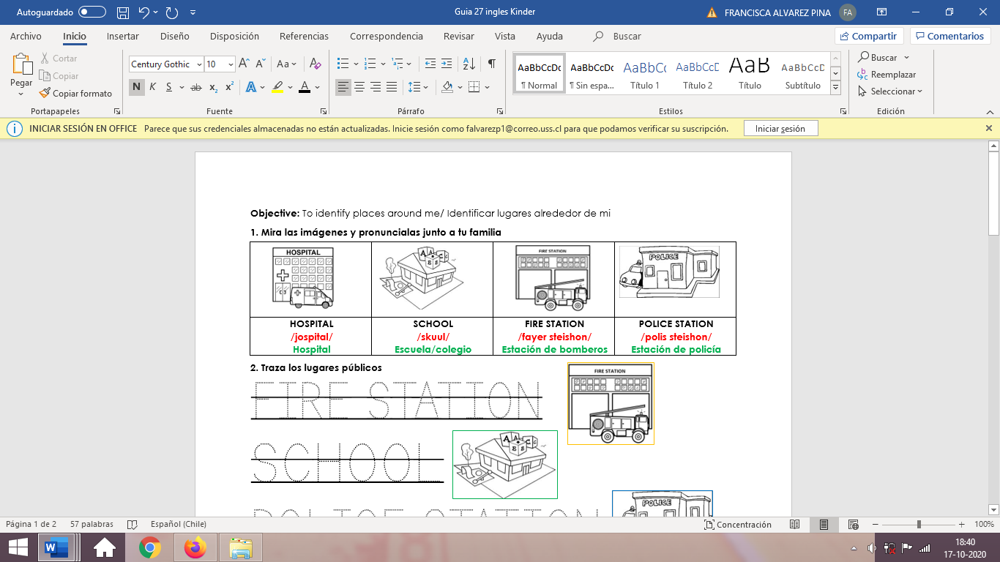 Autoguardado
Guia 27 ingles Kinder
FRANCISCA ALVAREZ PINA
FA
Archivo Inicio Insertar Diseño Disposición Referencias Correspondencia Revisar Vista Ayuda Buscar
Compartir Comentarios
Pegar
Cortar
Copiar
Copiar formato
Portapapeles
Century Gothic 10
Aa
N K S ab x₂ x² A A
Fuente
Párrafo
AaBbCcDc AaBbCcDc AaBbCc AaBbCcD AaB AaBbCcD
¶ Normal ¶ Sin espa... Título 1 Título 2 Título Subtítulo
Estilos
Buscar
Reemplazar
Seleccionar
Edición
INICIAR SESIÓN EN OFFICE Parece que sus credenciales almacenadas no están actualizadas. Inicie sesión como falvarezp1@correo.uss.cl para que podamos verificar su suscripción. Iniciar sesión
Objective: To identify places around me/ Identificar lugares alrededor de mi
1. Mira las imágenes y pronuncialas junto a tu familia
HOSPITAL
FIRE STATION
POLICE
HOSPITAL SCHOOL FIRE STATION POLICE STATION
/jospital/ /skuul/ /fayer steishon/ /polis steishon/
Hospital Escuela/colegio Estación de bomberos Estación de policía
2. Traza los lugares públicos
FIRE STATION
FIRE STATION
SCHOOL
POLICE STATION
POLICE
Página 1 de 2 57 palabras Español (Chile) Concentración 100%
18:40
17-10-2020